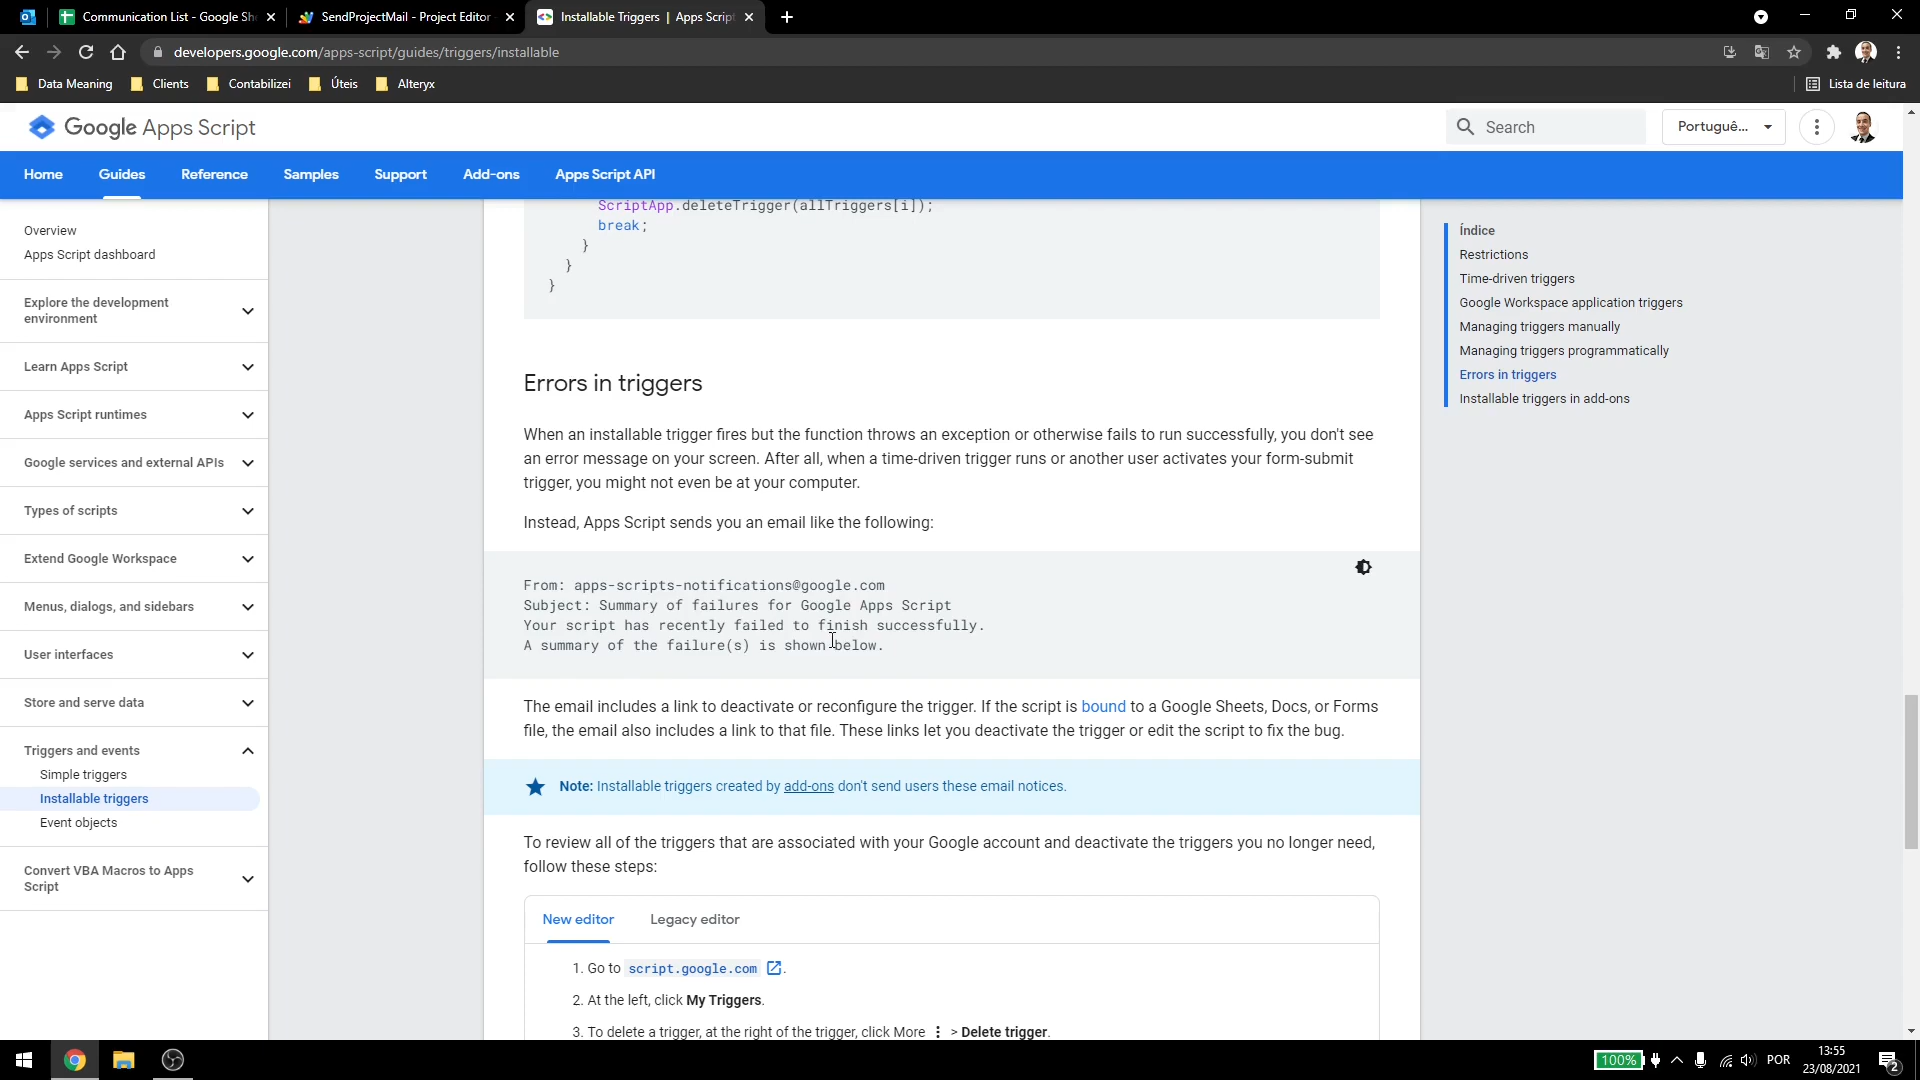 Communication List - Google She
SendProjectMail - Project Editor
Installable Triggers | Apps Script
developers.google.com/apps-script/guides/triggers/installable
Data Meaning
Clients
Contabilizei
Úteis
Alteryx
Lista de leitura
Google Apps Script
Search
Portuguê...
Home
Guides
Reference
Samples
Support
Add-ons
Apps Script API
Overview
Apps Script dashboard
Explore the development
environment
Learn Apps Script
Apps Script runtimes
Google services and external APIs
Types of scripts
Extend Google Workspace
Menus, dialogs, and sidebars
User interfaces
Store and serve data
Triggers and events
Simple triggers
Installable triggers
Event objects
Convert VBA Macros to Apps
Script
ScriptApp.deleteTrigger(allTriggers[i]);
break;
}
}
}
Errors in triggers
When an installable trigger fires but the function throws an exception or otherwise fails to run successfully, you don't see
an error message on your screen. After all, when a time-driven trigger runs or another user activates your form-submit
trigger, you might not even be at your computer.
Instead, Apps Script sends you an email like the following:
From: apps-scripts-notifications@google.com
Subject: Summary of failures for Google Apps Script
Your script has recently failed to finish successfully.
A summary of the failure(s) is shown below.
The email includes a link to deactivate or reconfigure the trigger. If the script is bound to a Google Sheets, Docs, or Forms
file, the email also includes a link to that file. These links let you deactivate the trigger or edit the script to fix the bug.
Note: Installable triggers created by add-ons don't send users these email notices.
To review all of the triggers that are associated with your Google account and deactivate the triggers you no longer need,
follow these steps:
New editor
Legacy editor
1. Go to script.google.com .
2. At the left, click My Triggers.
3. To delete a trigger, at the right of the trigger, click More > Delete trigger.
Índice
Restrictions
Time-driven triggers
Google Workspace application triggers
Managing triggers manually
Managing triggers programmatically
Errors in triggers
Installable triggers in add-ons
100%
POR
13:55
23/08/2021
2